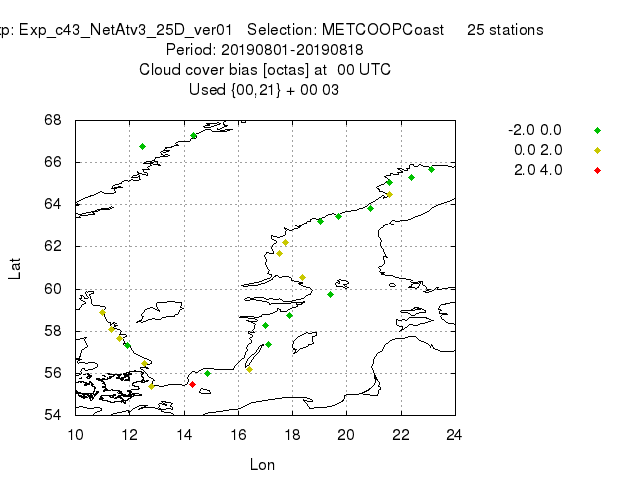 xp: Exp_c43_NetAtv3_25D_ver01 Selection: METCOOPCoast 25 stations
Period: 20190801-20190818
Cloud cover bias [octas] at 00 UTC
Used {00,21} + 00 03
-2.0 0.0
0.0 2.0
2.0 4.0
68
66
64
62
60
58
56
54
Lat
10 12 14 16 18 20 22 24
Lon